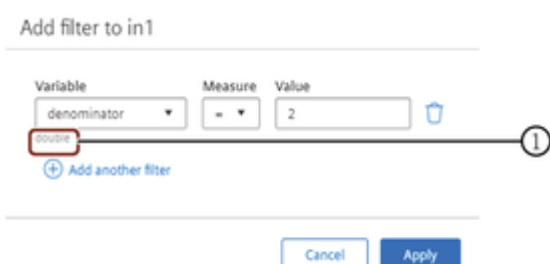 Add filter to in1
Variable Measure Value
denominator = 2
double
1
Add another filter
Cancel Apply